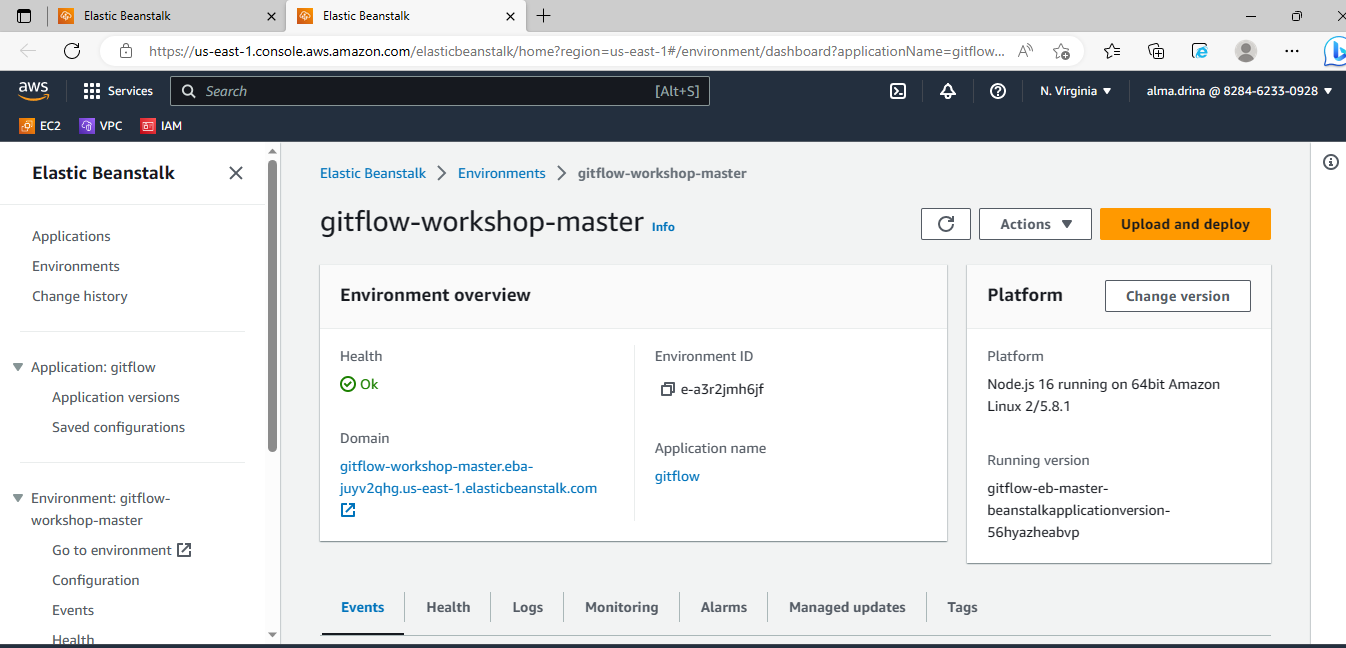 Elastic Beanstalk
Elastic Beanstalk
https://us-east-1.console.aws.amazon.com/elasticbeanstalk/home?region=us-east-1#/environment/dashboard?applicationName=gitflow...
aws
Services
Search
[Alt+S]
N. Virginia
alma.drina @ 8284-6233-0928
EC2
VPC
IAM
Elastic Beanstalk
Applications
Environments
Change history
Application: gitflow
Application versions
Saved configurations
Environment: gitflow-
workshop-master
Go to environment
Configuration
Events
Health
Elastic Beanstalk
Environments
gitflow-workshop-master
gitflow-workshop-master
Info
Actions
Upload and deploy
Environment overview
Health
Ok
Domain
gitflow-workshop-master.eba-
juyv2qhg.us-east-1.elasticbeanstalk.com
Environment ID
e-a3r2jmh6jf
Application name
gitflow
Platform
Change version
Platform
Node.js 16 running on 64bit Amazon
Linux 2/5.8.1
Running version
gitflow-eb-master-
beanstalkapplicationversion-
56hyazheabvp
Events
Health
Logs
Monitoring
Alarms
Managed updates
Tags